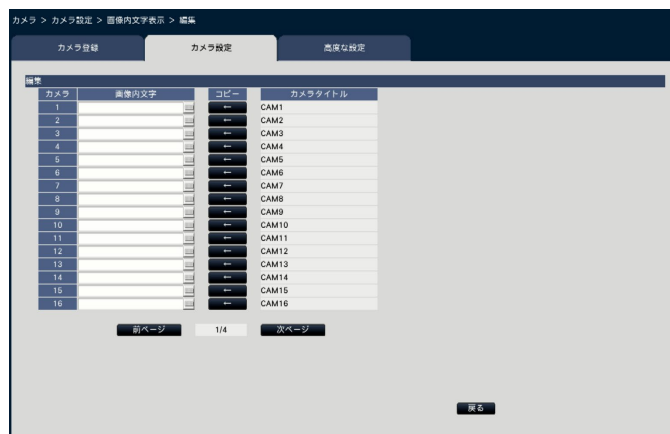 カメラ > カメラ設定 > 画像内文字表示 > 編集
カメラ登録 カメラ設定 高度な設定
編集
カメラ 画像内文字 コピー カメラタイトル
1 ← CAM1
2 ← CAM2
3 ← CAM3
4 ← CAM4
5 ← CAM5
6 ← CAM6
7 ← CAM7
8 ← CAM8
9 ← CAM9
10 ← CAM10
11 ← CAM11
12 ← CAM12
13 ← CAM13
14 ← CAM14
15 ← CAM15
16 ← CAM16
前ページ 1/4 次ページ
戻る